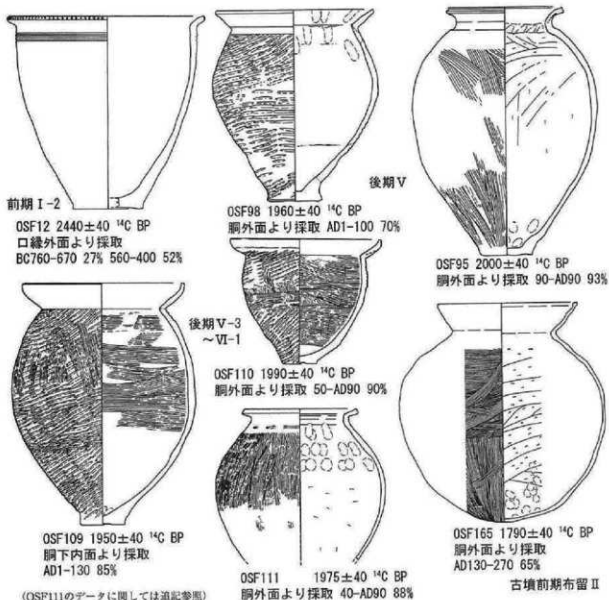 前期Ⅰ-2
OSF12 2440±40 ¹⁴C BP
口縁外面より採取
BC760-670 27% 560-400 52%
OSF98 1960±40 ¹⁴C BP
胴外面より採取 AD1-100 70%
後期Ⅴ
OSF95 2000±40 ¹⁴C BP
胴外面より採取 90-AD90 93%
後期Ⅴ-3
~Ⅵ-1
OSF110 1990±40 ¹⁴C BP
胴外面より採取 50-AD90 90%
OSF109 1950±40 ¹⁴C BP
胴下内面より採取
AD1-130 85%
(OSF111のデータに関しては追記参照)
OSF111 1975±40 ¹⁴C BP
胴外面より採取 40-AD90 88%
OSF165 1790±40 ¹⁴C BP
胴外面より採取
AD130-270 65%
古墳前期布留Ⅱ